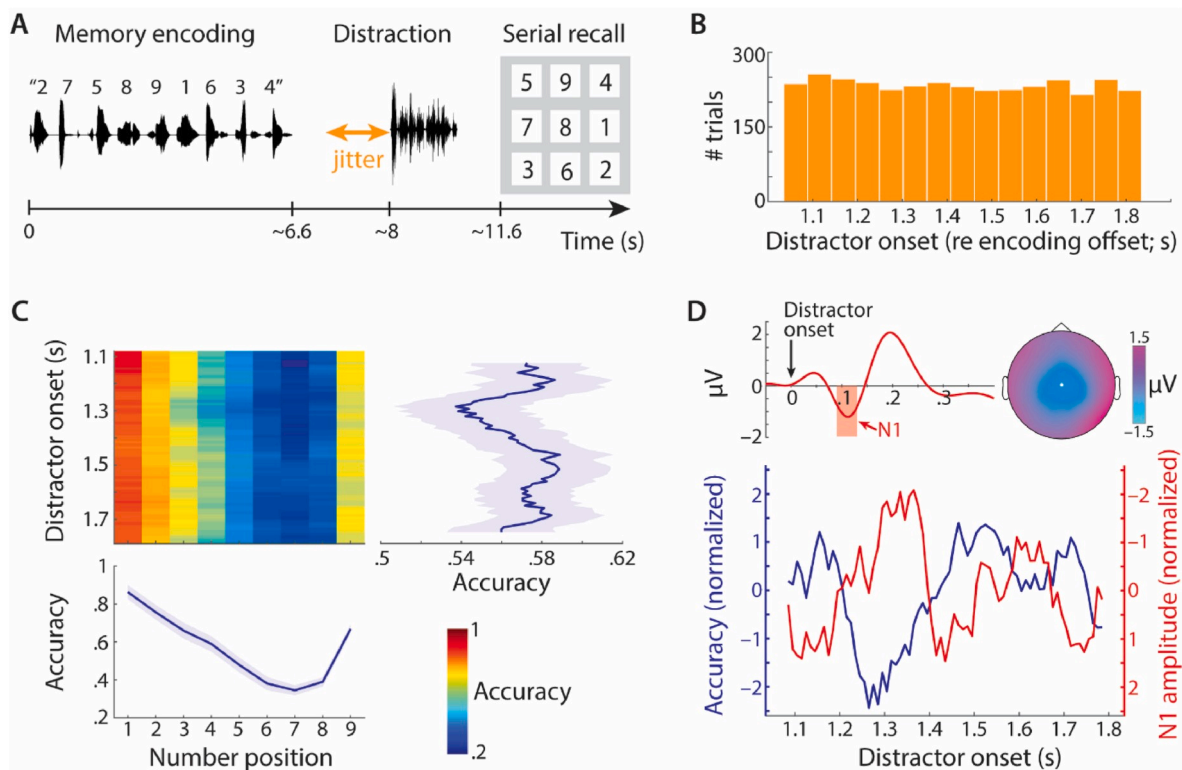 A
Memory encoding
Distraction
Serial recall
"2 7 5 8 9 1 6 3 4"
jitter
5 9 4
7 8 1
3 6 2
0
~6.6
~8
~11.6
Time (s)
B
# trials
300
150
0
1.1 1.2 1.3 1.4 1.5 1.6 1.7 1.8
Distractor onset (re encoding offset; s)
C
Distractor onset (s)
1.1
1.3
1.5
1.7
.5 .54 .58 .62
Accuracy
Accuracy
1
.8
.6
.4
.2
1 2 3 4 5 6 7 8 9
Number position
1
Accuracy
.2
D
Distractor
onset
µV
2
0
−2
0 .1 .2 .3
N1
1.5
µV
−1.5
Accuracy (normalized)
2
1
0
−1
−2
N1 amplitude (normalized)
−2
−1
0
1
2
1.1 1.2 1.3 1.4 1.5 1.6 1.7 1.8
Distractor onset (s)